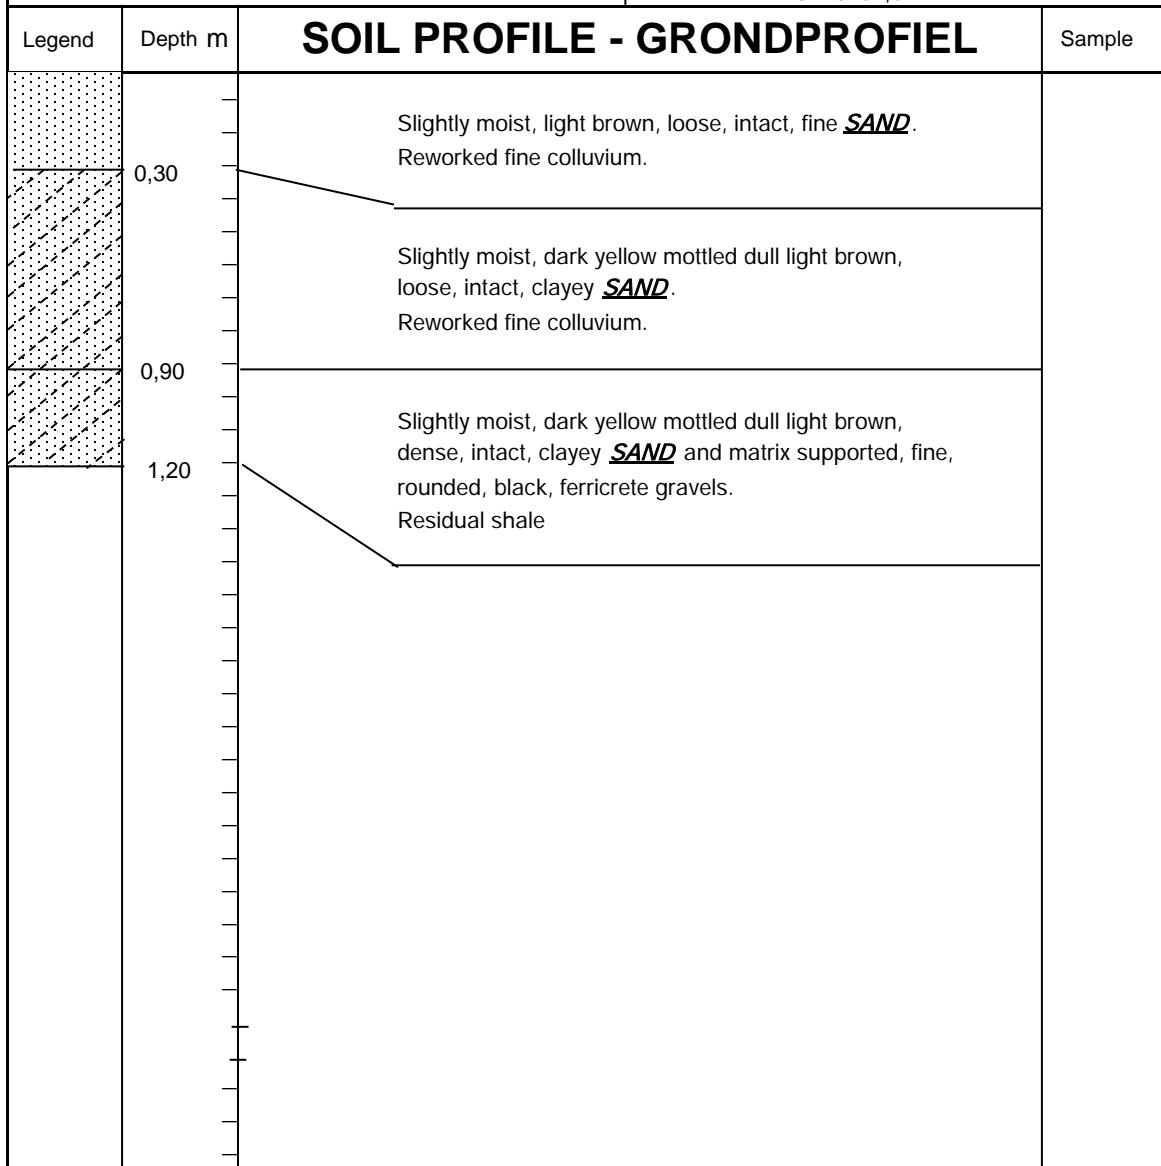 Legend
Depth m
SOIL PROFILE - GRONDPROFIEL
Sample
Slightly moist, light brown, loose, intact, fine SAND.
Reworked fine colluvium.
0,30
Slightly moist, dark yellow mottled dull light brown,
loose, intact, clayey SAND.
Reworked fine colluvium.
0,90
Slightly moist, dark yellow mottled dull light brown,
dense, intact, clayey SAND and matrix supported, fine,
1,20
rounded, black, ferricrete gravels.
Residual shale